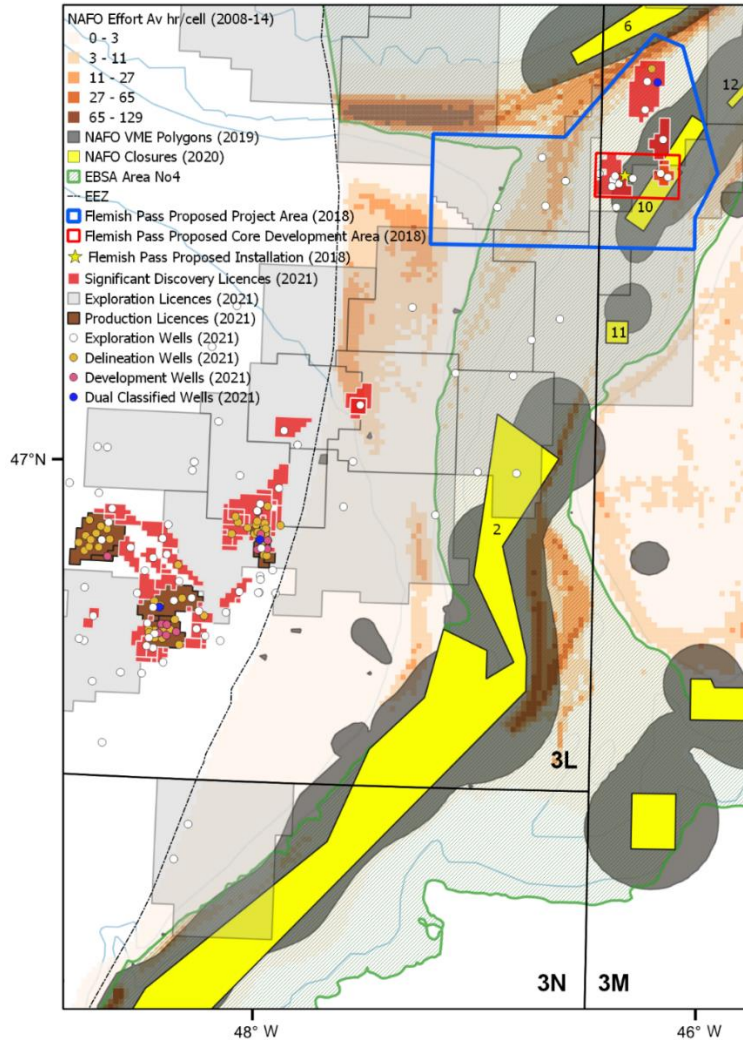 NAFO Effort Av hr/cell (2008-14)
0 - 3
3 - 11
11 - 27
27 - 65
65 - 129
NAFO VME Polygons (2019)
NAFO Closures (2020)
EBSA Area No4
EEZ
Flemish Pass Proposed Project Area (2018)
Flemish Pass Proposed Core Development Area (2018)
Flemish Pass Proposed Installation (2018)
Significant Discovery Licences (2021)
Exploration Licences (2021)
Production Licences (2021)
Exploration Wells (2021)
Delineation Wells (2021)
Development Wells (2021)
Dual Classified Wells (2021)
6
12
10
11
47°N
2
3L
3N
3M
48° W
46° W